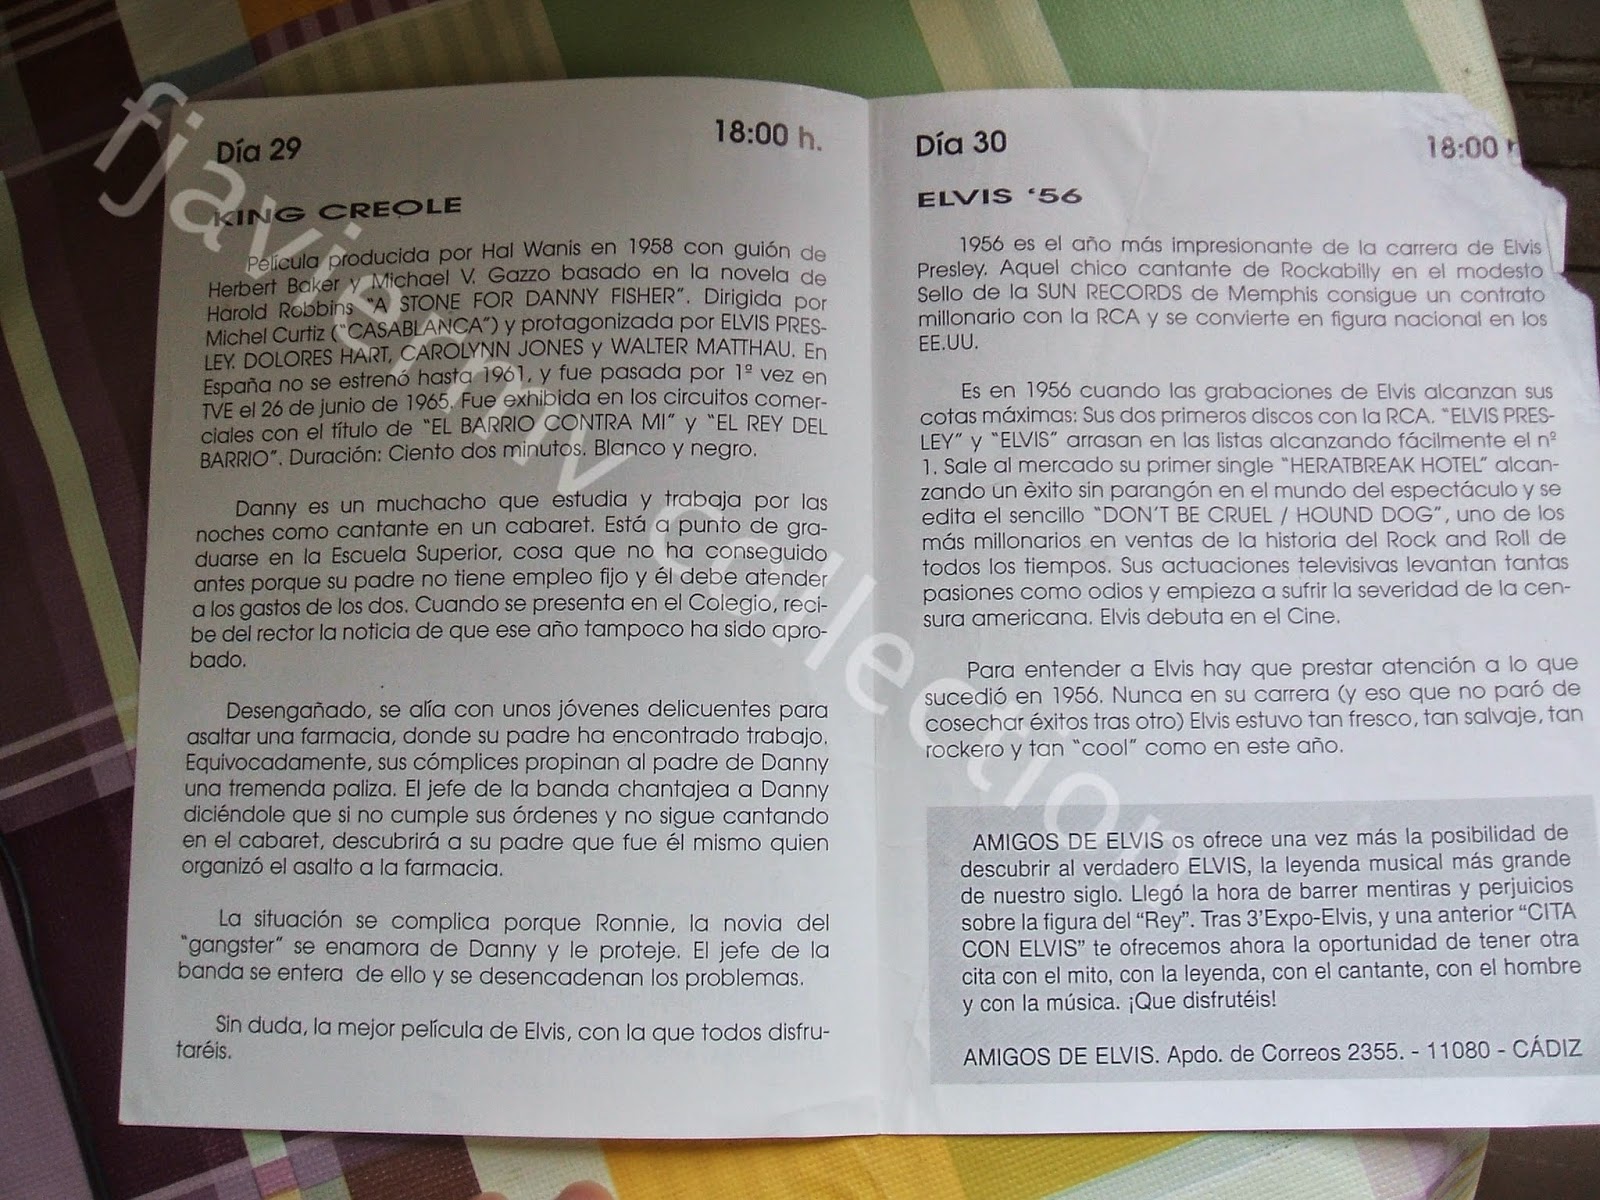 Día 29
18:00 h.
KING CREOLE
Película producida por Hal Wanis en 1958 con guión de
Herbert Baker y Michael V. Gazzo basado en la novela de
Harold Robbins "A STONE FOR DANNY FISHER". Dirigida por
Michel Curtiz ("CASABLANCA") y protagonizada por ELVIS PRES-
LEY. DOLORES HART, CAROLYNN JONES y WALTER MATTHAU. En
España no se estrenó hasta 1961, y fue pasada por 1º vez en
TVE el 26 de junio de 1965. Fue exhibida en los circuitos comer-
ciales con el título de "EL BARRIO CONTRA MI" y "EL REY DEL
BARRIO". Duración: Ciento dos minutos. Blanco y negro.
Danny es un muchacho que estudia y trabaja por las
noches como cantante en un cabaret. Está a punto de gra-
duarse en la Escuela Superior, cosa que no ha conseguido
antes porque su padre no tiene empleo fijo y él debe atender
a los gastos de los dos. Cuando se presenta en el Colegio, reci-
be del rector la noticia de que ese año tampoco ha sido apro-
bado.
Desengañado, se alía con unos jóvenes delicuentes para
asaltar una farmacia, donde su padre ha encontrado trabajo.
Equivocadamente, sus cómplices propinan al padre de Danny
una tremenda paliza. El jefe de la banda chantajea a Danny
diciéndole que si no cumple sus órdenes y no sigue cantando
en el cabaret, descubrirá a su padre que fue él mismo quien
organizó el asalto a la farmacia.
La situación se complica porque Ronnie, la novia del
"gangster" se enamora de Danny y le proteje. El jefe de la
banda se entera de ello y se desencadenan los problemas.
Sin duda, la mejor película de Elvis, con la que todos disfru-
taréis.
Día 30
18:00 h
ELVIS '56
1956 es el año más impresionante de la carrera de Elvis
Presley. Aquel chico cantante de Rockabilly en el modesto
Sello de la SUN RECORDS de Memphis consigue un contrato
millonario con la RCA y se convierte en figura nacional en los
EE.UU.
Es en 1956 cuando las grabaciones de Elvis alcanzan sus
cotas máximas: Sus dos primeros discos con la RCA. "ELVIS PRES-
LEY" y "ELVIS" arrasan en las listas alcanzando fácilmente el nº
1. Sale al mercado su primer single "HERATBREAK HOTEL" alcan-
zando un èxito sin parangón en el mundo del espectáculo y se
edita el sencillo "DON'T BE CRUEL / HOUND DOG", uno de los
más millonarios en ventas de la historia del Rock and Roll de
todos los tiempos. Sus actuaciones televisivas levantan tantas
pasiones como odios y empieza a sufrir la severidad de la cen-
sura americana. Elvis debuta en el Cine.
Para entender a Elvis hay que prestar atención a lo que
sucedió en 1956. Nunca en su carrera (y eso que no paró de
cosechar éxitos tras otro) Elvis estuvo tan fresco, tan salvaje, tan
rockero y tan "cool" como en este año.
AMIGOS DE ELVIS os ofrece una vez más la posibilidad de
descubrir al verdadero ELVIS, la leyenda musical más grande
de nuestro siglo. Llegó la hora de barrer mentiras y perjuicios
sobre la figura del "Rey". Tras 3'Expo-Elvis, y una anterior "CITA
CON ELVIS" te ofrecemos ahora la oportunidad de tener otra
cita con el mito, con la leyenda, con el cantante, con el hombre
y con la música. ¡Que disfrutéis!
AMIGOS DE ELVIS. Apdo. de Correos 2355. - 11080 - CÁDIZ
fjaviermv collection